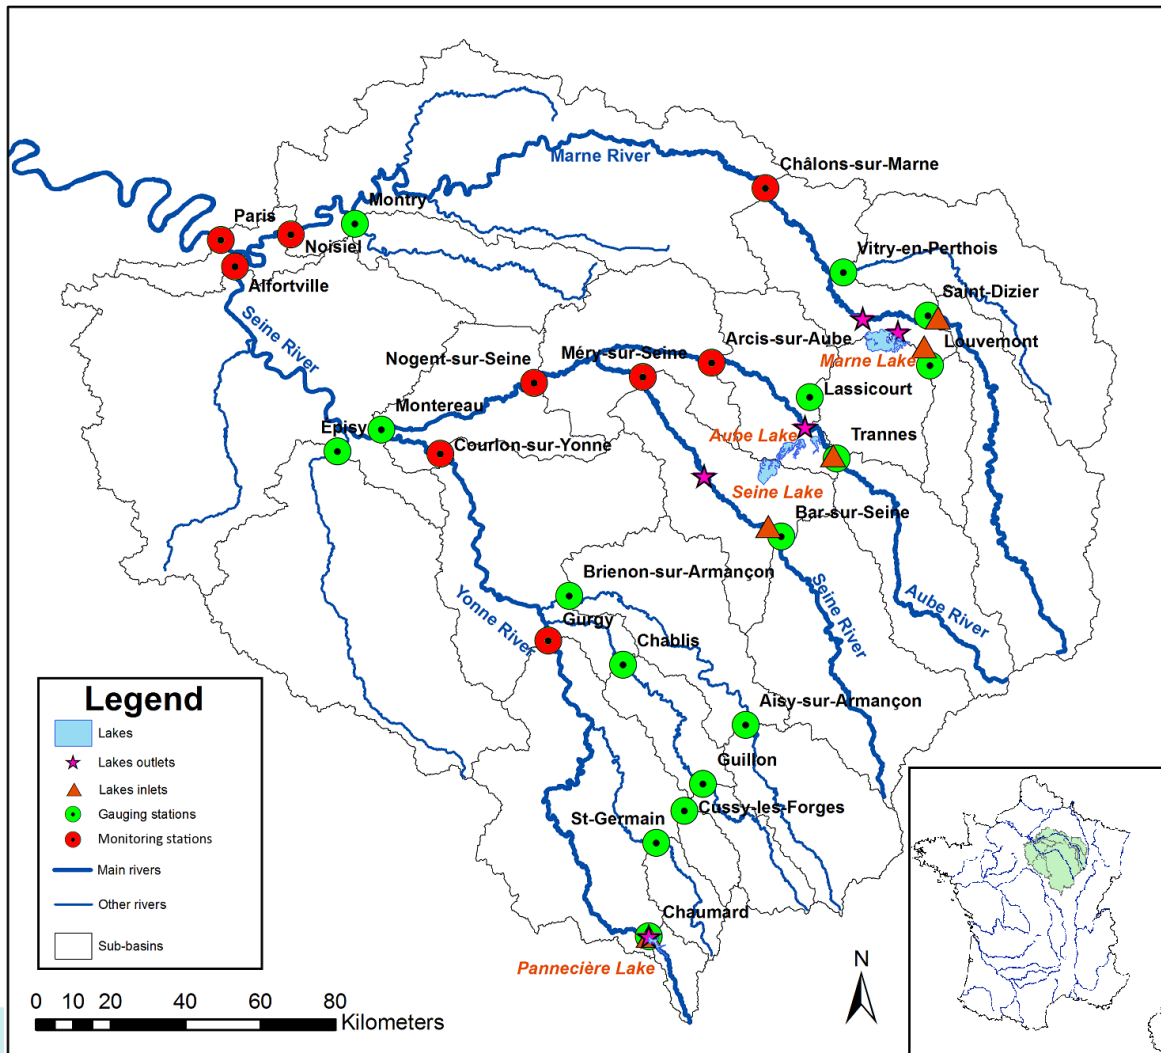 Marne River
Châlons-sur-Marne
Montry
Paris
Noisiel
Vitry-en-Perthois
Alfortville
Saint-Dizier
Seine River
Arcis-sur-Aube
Louvemont
Nogent-sur-Seine
Méry-sur-Seine
Marne Lake
Lassicourt
Montereau
Épisy
Aube Lake
Trannes
Courlon-sur-Yonne
Seine Lake
Bar-sur-Seine
Brienon-sur-Armançon
Seine River
Aube River
Yonne River
Gurgy
Chablis
Aisy-sur-Armançon
Guillon
Cussy-les-Forges
St-Germain
Chaumard
Pannecière Lake
Legend
Lakes
Lakes outlets
Lakes inlets
Gauging stations
Monitoring stations
Main rivers
Other rivers
Sub-basins
N
0 10 20 40 60 80
Kilometers